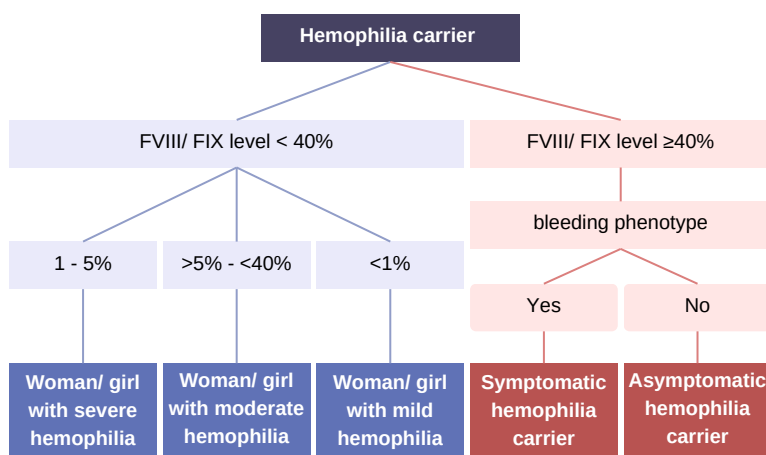 Hemophilia carrier
FVIII/ FIX level < 40%
FVIII/ FIX level ≥40%
bleeding phenotype
1 - 5%
>5% - <40%
<1%
Yes
No
Woman/ girl
with severe
hemophilia
Woman/ girl
with moderate
hemophilia
Woman/ girl
with mild
hemophilia
Symptomatic
hemophilia
carrier
Asymptomatic
hemophilia
carrier